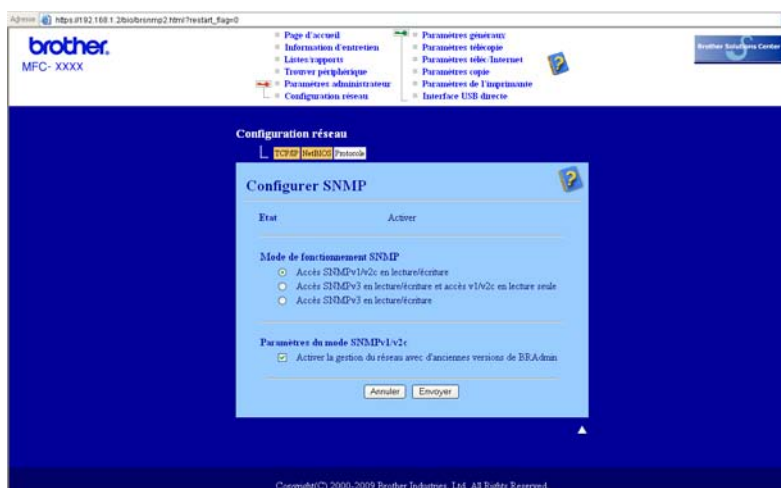 Adresse https://192.168.1.2/bio/brsnmp2.html?restart_flag=0
brother.
MFC- XXXX
Page d'accueil
Information d'entretien
Listes/rapports
Trouver périphérique
Paramètres administrateur
Configuration réseau
Paramètres généraux
Paramètres télécopie
Paramètres téléc/Internet
Paramètres copie
Paramètres de l'imprimante
Interface USB directe
Brother Solutions Center
Configuration réseau
TCP/IP NetBIOS Protocole
Configurer SNMP
Etat Activer
Mode de fonctionnement SNMP
Accès SNMPv1/v2c en lecture/écriture
Accès SNMPv3 en lecture/écriture et accès v1/v2c en lecture seule
Accès SNMPv3 en lecture/écriture
Paramètres du mode SNMPv1/v2c
Activer la gestion du réseau avec d'anciennes versions de BRAdmin
Annuler Envoyer
Copyright(C) 2000-2009 Brother Industries, Ltd. All Rights Reserved.